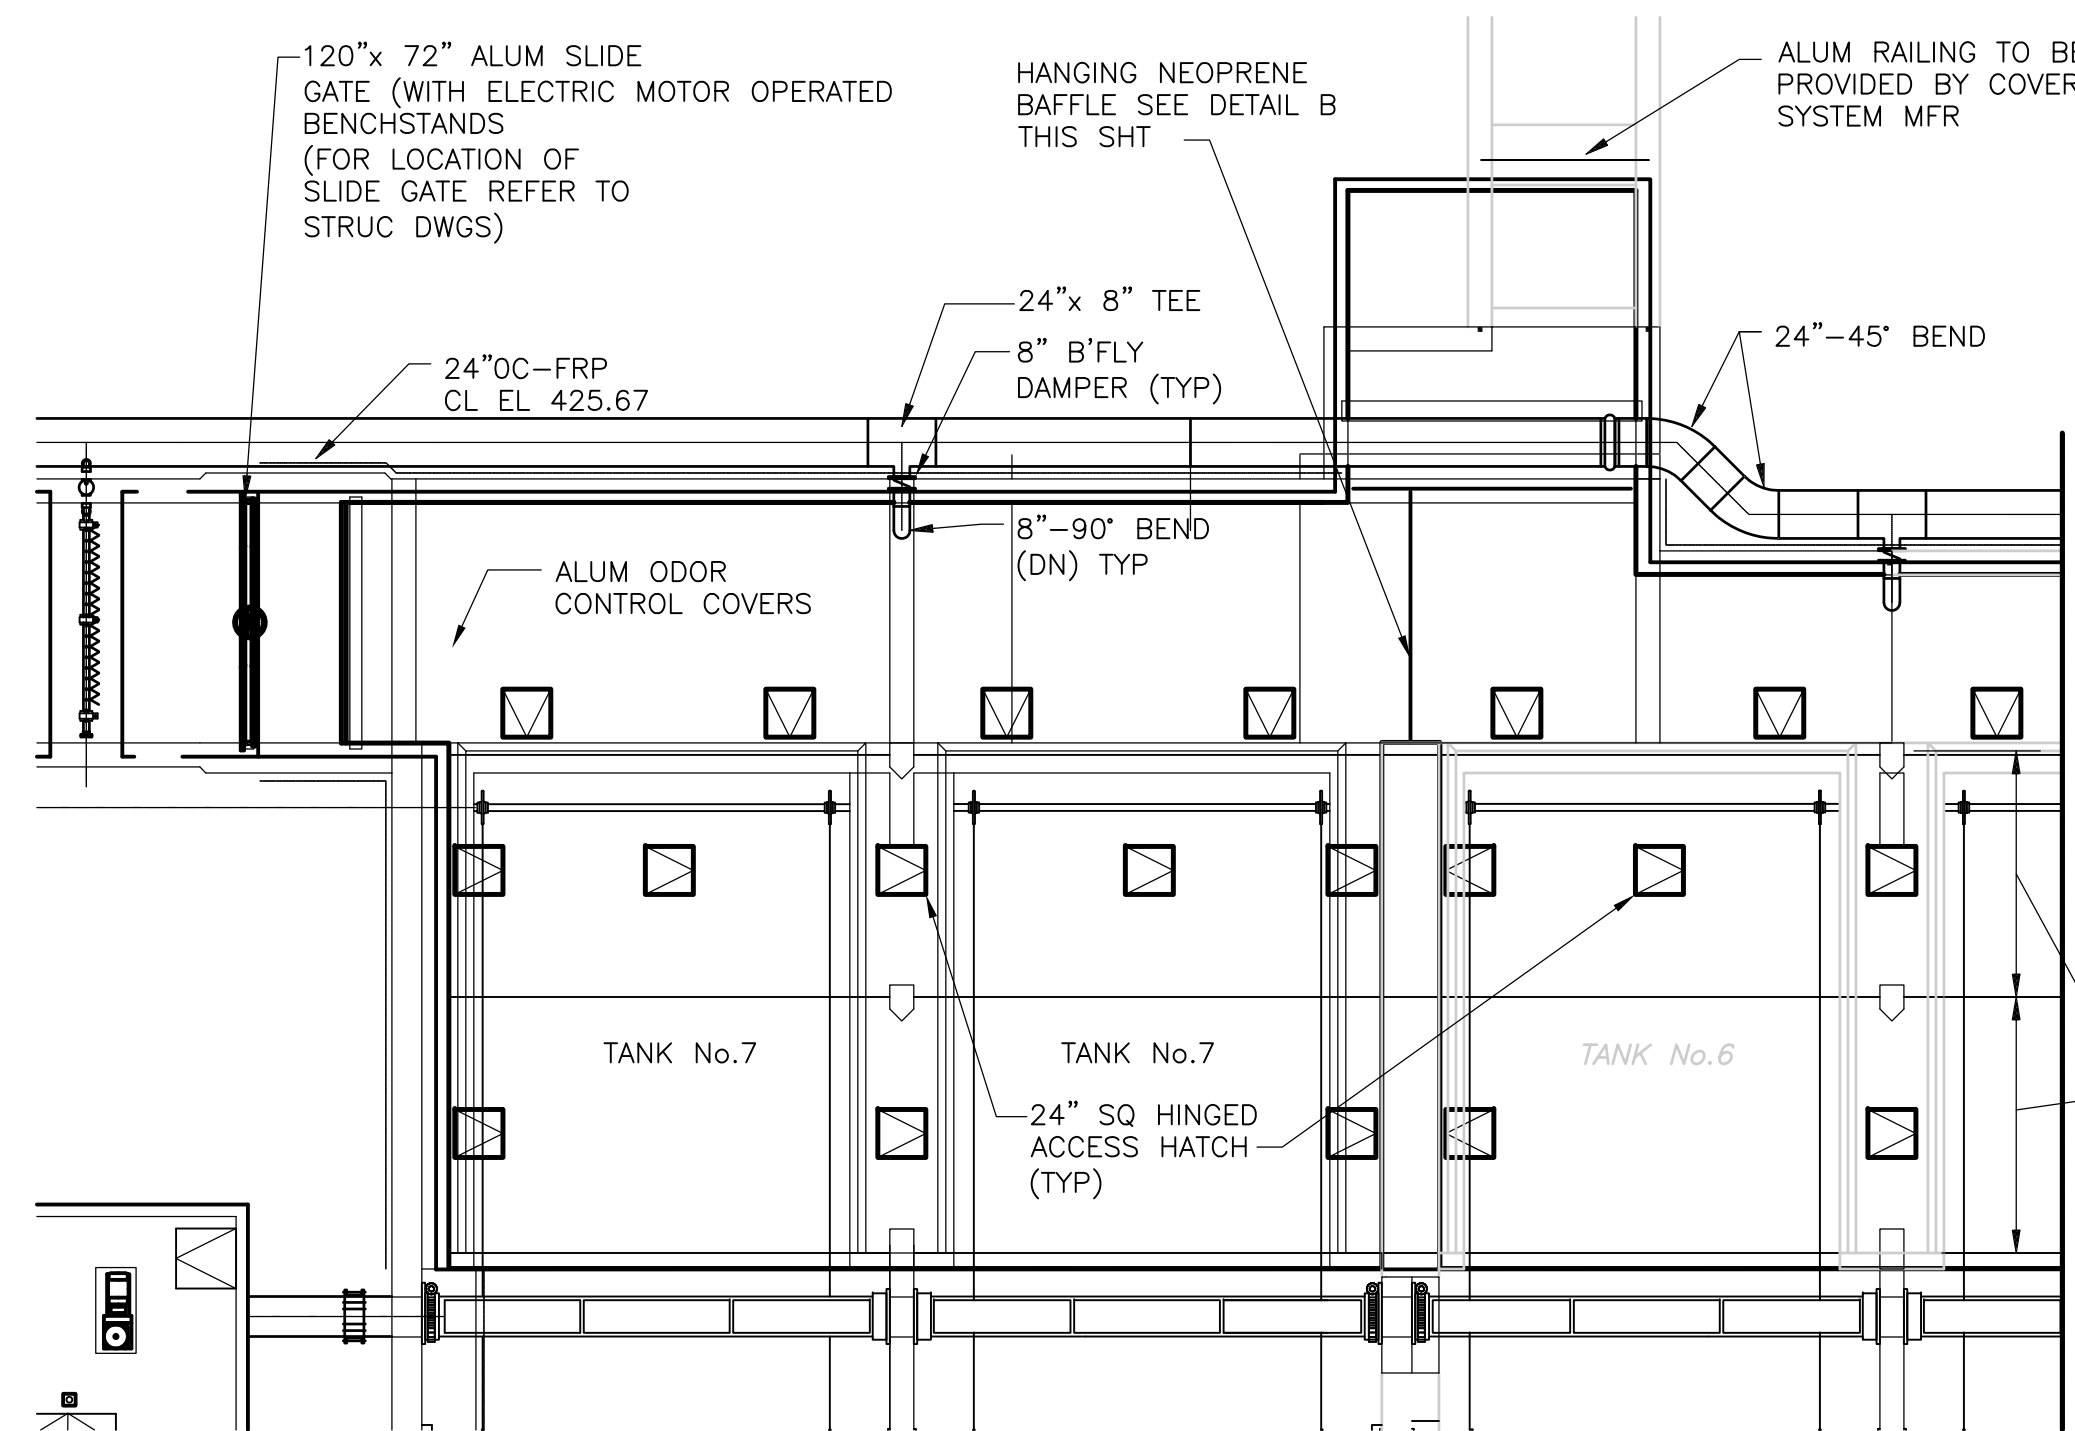 120”x 72” ALUM SLIDE
GATE (WITH ELECTRIC MOTOR OPERATED
BENCHSTANDS
(FOR LOCATION OF
SLIDE GATE REFER TO
STRUC DWGS)
HANGING NEOPRENE
BAFFLE SEE DETAIL B
THIS SHT
ALUM RAILING TO BE
PROVIDED BY COVER
SYSTEM MFR
24”x 8” TEE
8” B’FLY
DAMPER (TYP)
24”–45° BEND
24”OC–FRP
CL EL 425.67
8”–90° BEND
(DN) TYP
ALUM ODOR
CONTROL COVERS
TANK No.7
TANK No.7
TANK No.6
24” SQ HINGED
ACCESS HATCH
(TYP)